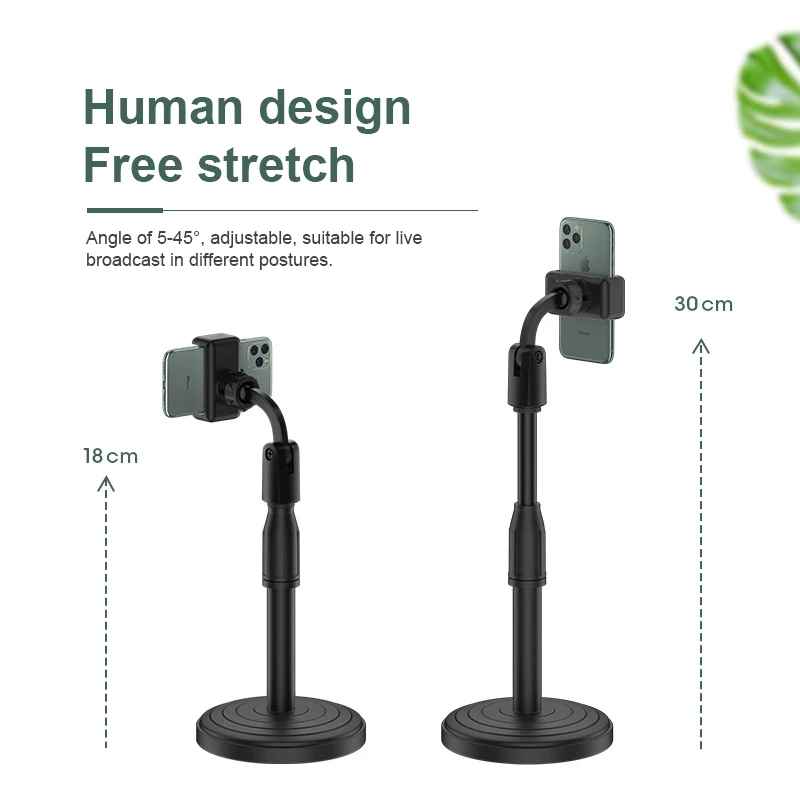 Human design
Free stretch
Angle of 5-45°, adjustable, suitable for live
broadcast in different postures.
30cm
18cm